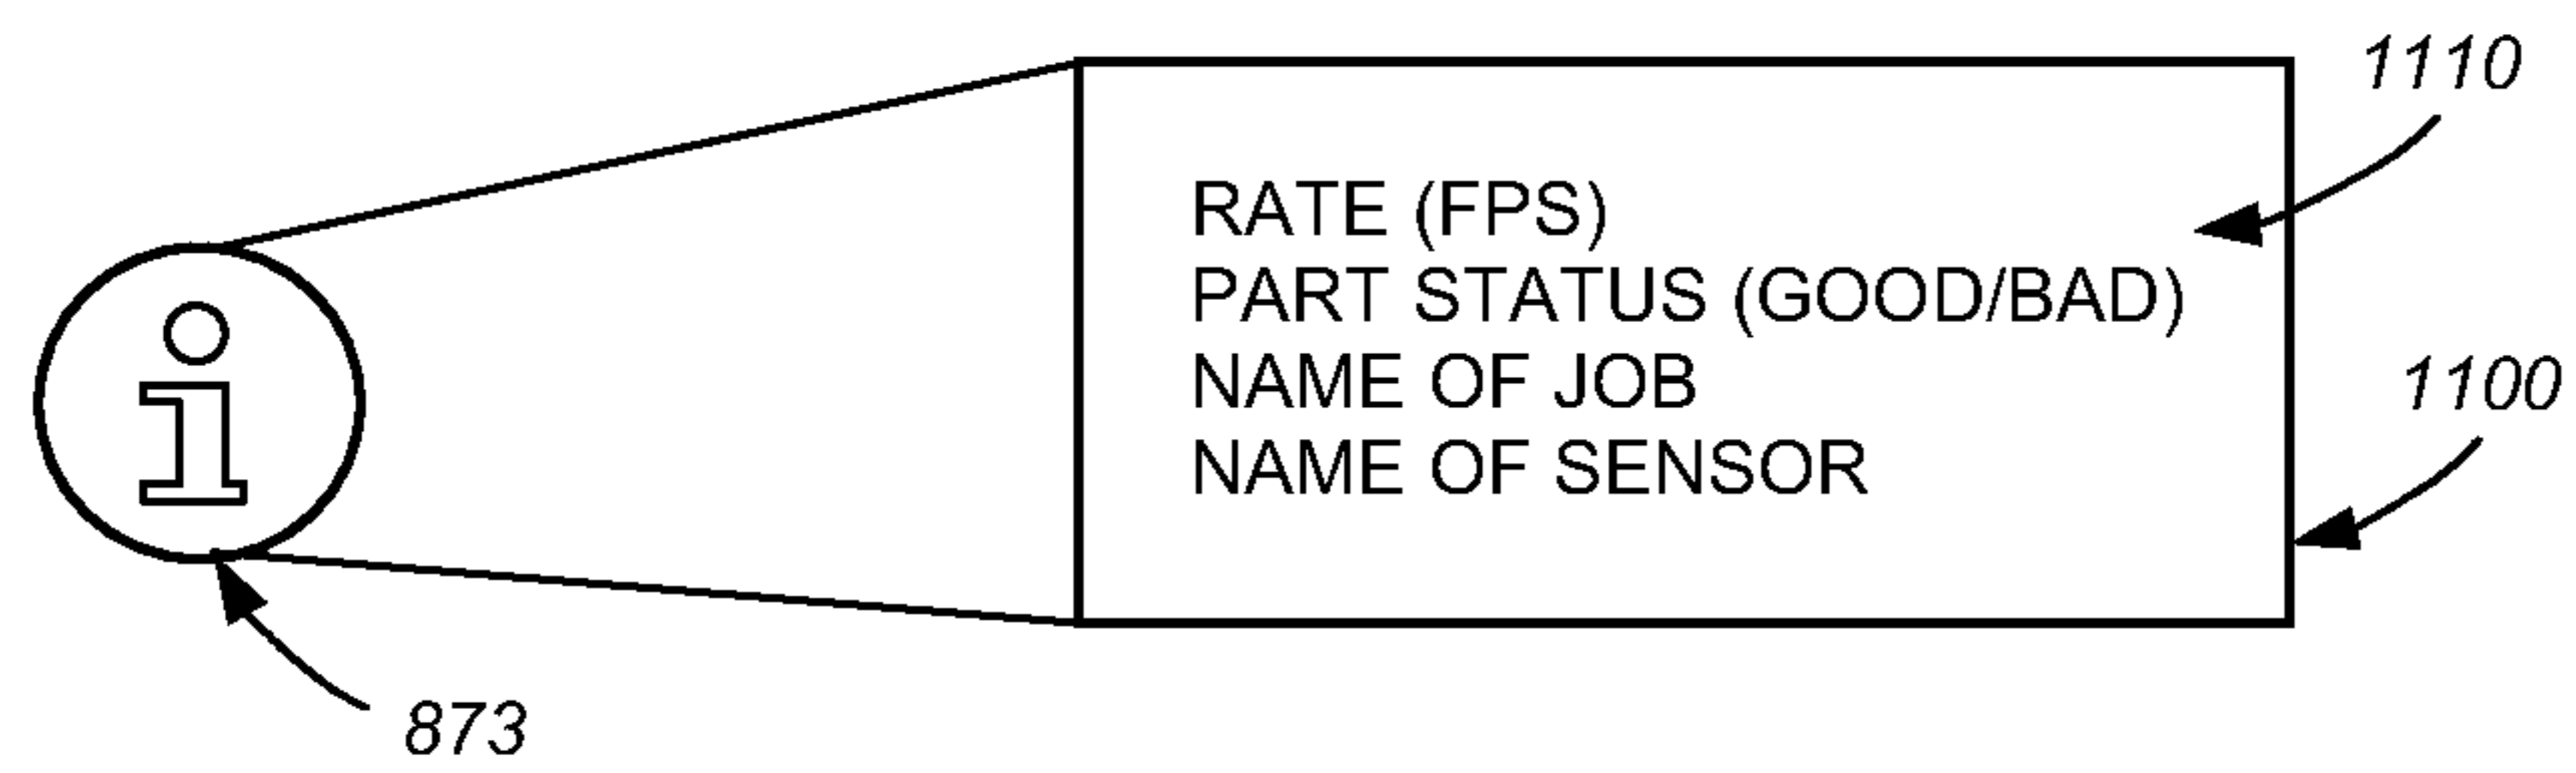 1110
RATE (FPS)
PART STATUS (GOOD/BAD)
NAME OF JOB
NAME OF SENSOR
1100
i
873